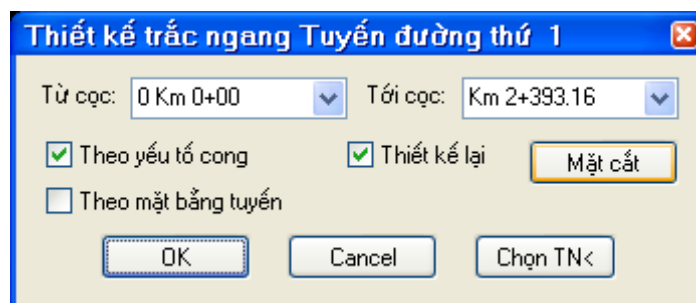 Thiết kế trắc ngang Tuyến đường thứ 1
Từ cọc: 0 Km 0+00 Tới cọc: Km 2+393.16
Theo yếu tố cong Thiết kế lại Mặt cắt
Theo mặt bằng tuyến
OK Cancel Chọn TN<